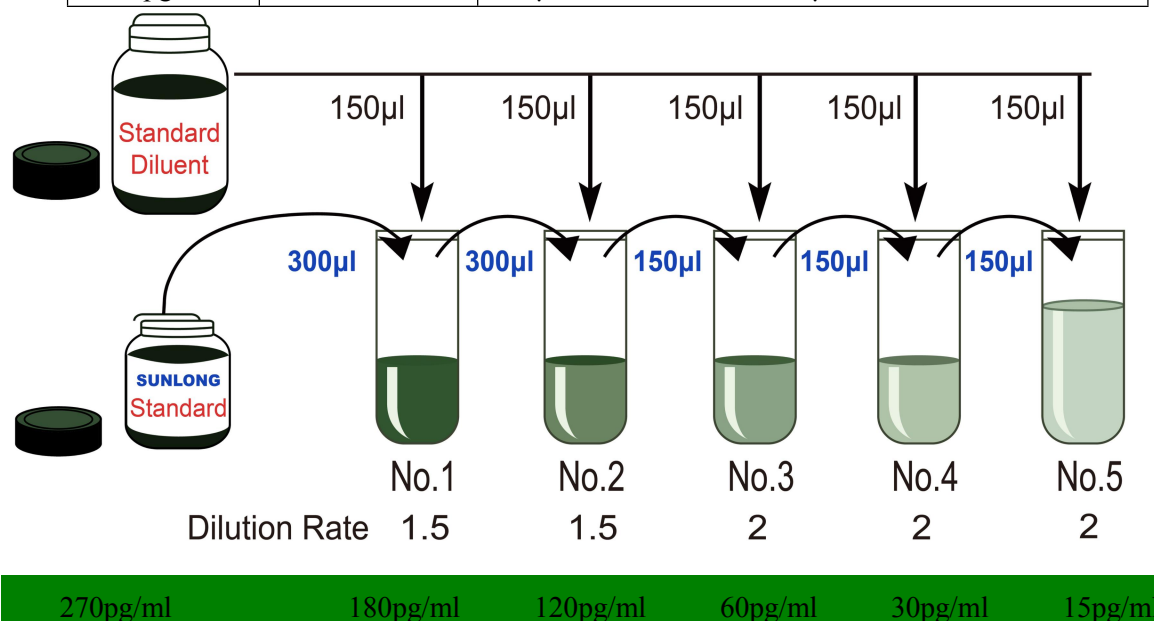 150µl 150µl 150µl 150µl 150µl
Standard
Diluent
300µl 300µl 150µl 150µl 150µl
SUNLONG
Standard
No.1 No.2 No.3 No.4 No.5
Dilution Rate 1.5 1.5 2 2 2
270pg/ml 180pg/ml 120pg/ml 60pg/ml 30pg/ml 15pg/m